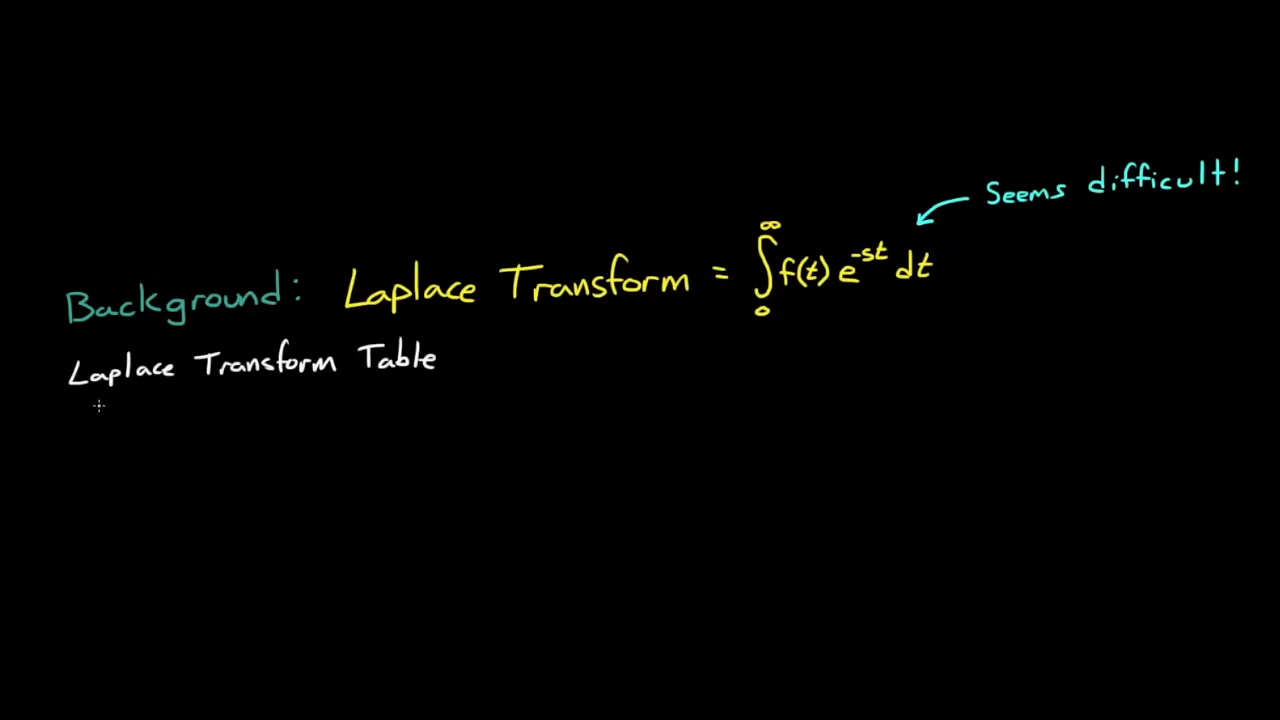 Seems difficult!
Background: Laplace Transform = ∫₀^∞ f(t) e^{-st} dt
Laplace Transform Table